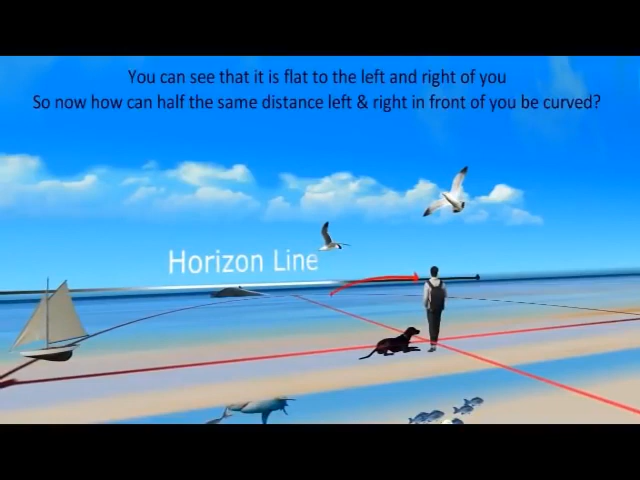 You can see that it is flat to the left and right of you
So now how can half the same distance left & right in front of you be curved?
Horizon Line